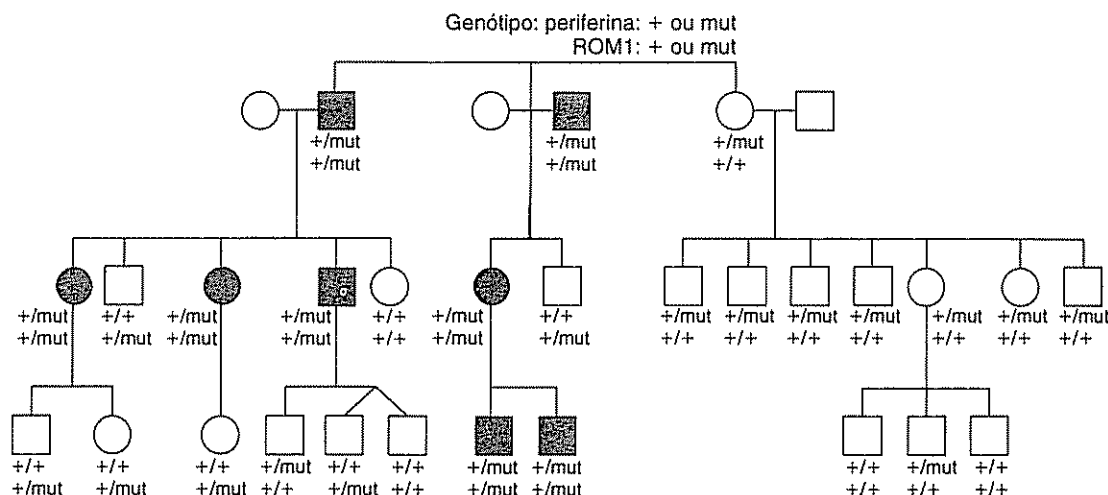 Genótipo: periferina: + ou mut
ROM1: + ou mut
+/mut +/mut +/mut
+/mut +/mut +/+
+/mut +/+ +/mut +/mut +/+ +/mut +/+ +/mut +/mut +/mut +/mut +/mut +/mut +/mut
+/mut +/mut +/mut +/mut +/+ +/mut +/mut +/+ +/+ +/+ +/+ +/+ +/+ +/+
+/+ +/+ +/+ +/mut +/+ +/+ +/mut +/mut +/+ +/mut +/+
+/mut +/mut +/mut +/+ +/mut +/+ +/mut +/mut +/+ +/+ +/+